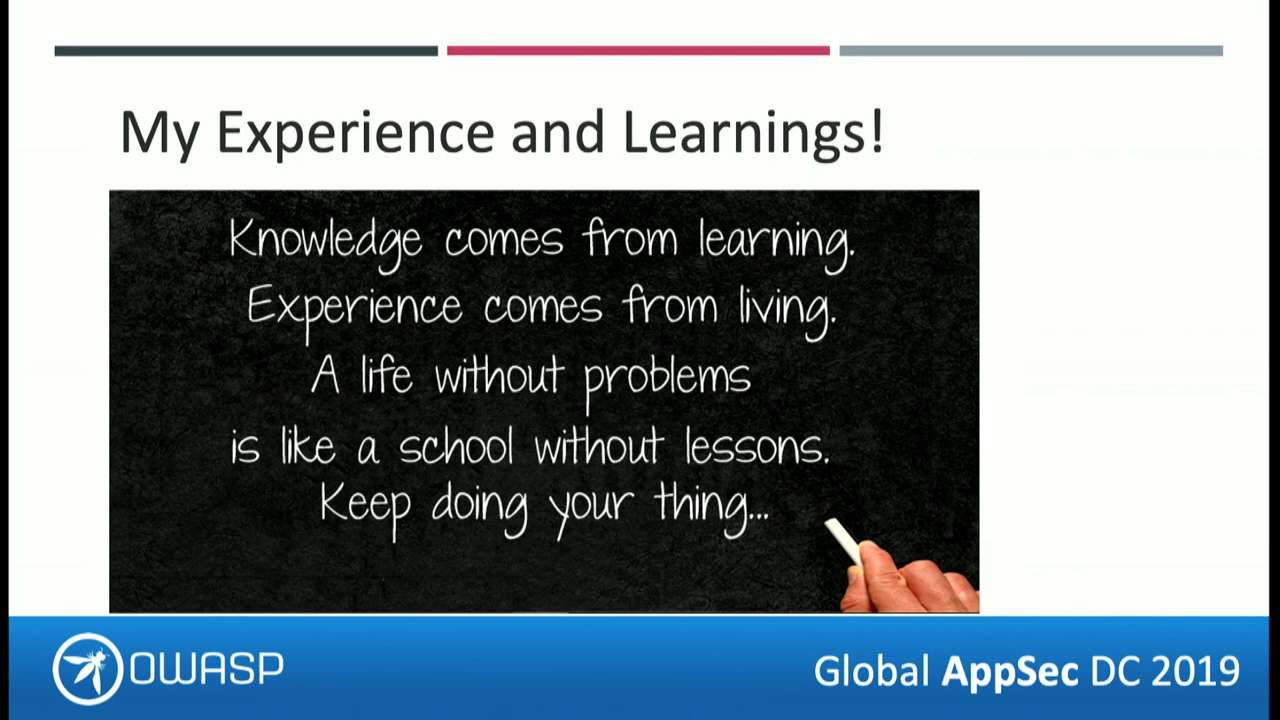 My Experience and Learnings!
Knowledge comes from learning.
Experience comes from living.
A life without problems
is like a school without lessons.
Keep doing your thing...
OWASP
Global AppSec DC 2019